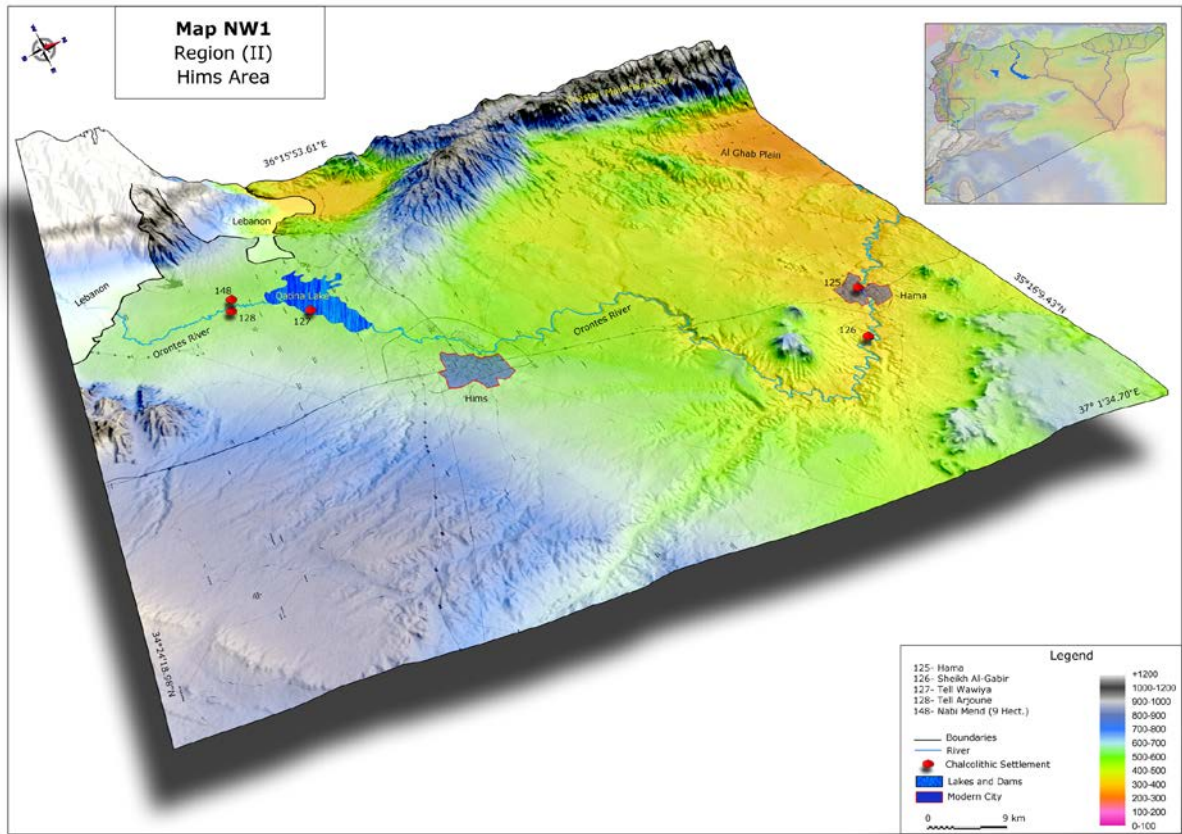 Map NW1
Region (II)
Hims Area
36°15'53.61"E
Al Ghab Plein
Lebanon
Lebanon
Qatina Lake
148
128
127
Orontes River
Orontes River
Hims
125
Hama
126
35°16'9.43"N
37° 1'34.70"E
34°24'18.98"N
Legend
125- Hama
126- Sheikh Al-Gabir
127- Tell Wawiya
128- Tell Arjoune
148- Nabi Mend (9 Hect.)
Boundaries
River
Chalcolithic Settlement
Lakes and Dams
Modern City
0 9 km
+1200
1000-1200
900-1000
800-900
700-800
600-700
500-600
400-500
300-400
200-300
100-200
0-100